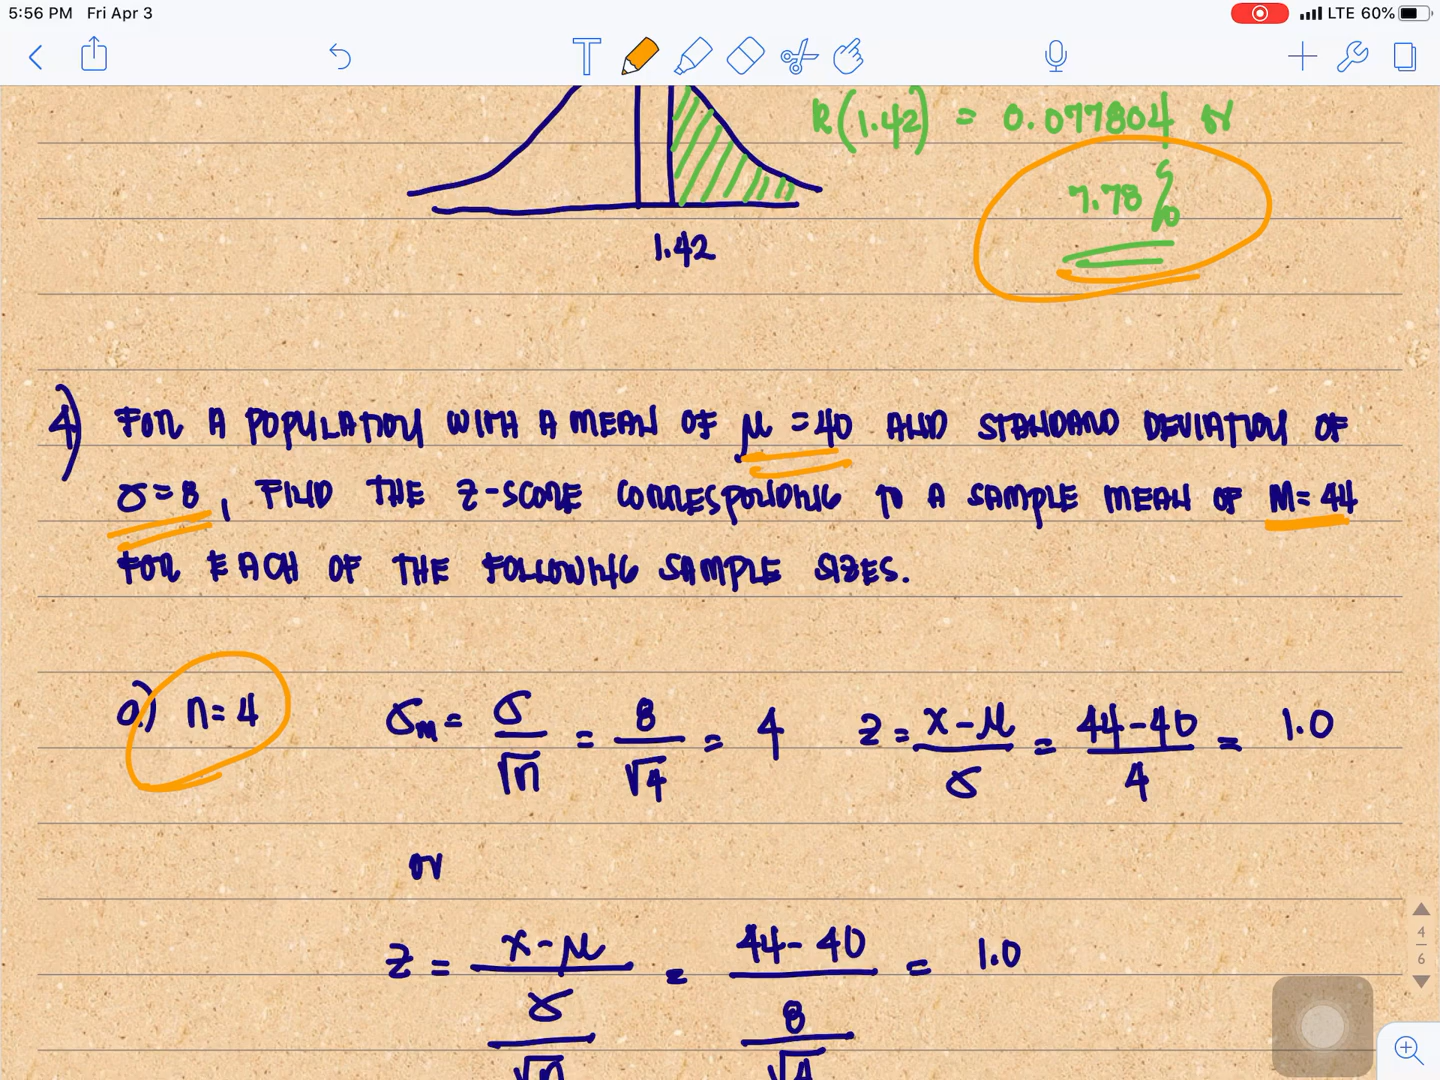 5:56 PM Fri Apr 3
LTE 60%
R(1.42) = 0.077804 or
7.78%
1.42
4) FOR A POPULATION WITH A MEAN OF μ = 40 AND STANDARD DEVIATION OF
σ = 8, FIND THE Z-SCORE CORRESPONDING TO A SAMPLE MEAN OF M = 44
FOR EACH OF THE FOLLOWING SAMPLE SIZES.
a.) n = 4 σm = σ/√n = 8/√4 = 4 z = x-μ/σ = 44-40/4 = 1.0
or
z = x-μ/σ/√n = 44-40/8/√4 = 1.0
4
6